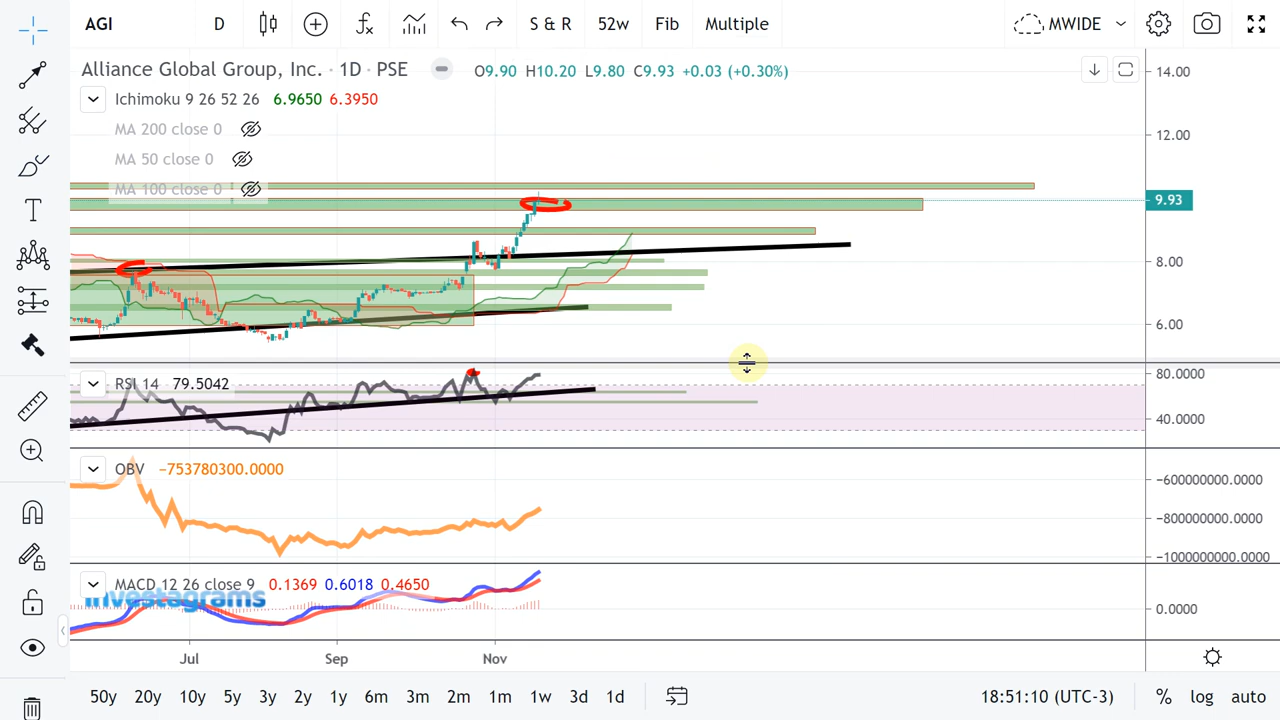 AGI D S & R 52w Fib Multiple MWIDE
Alliance Global Group, Inc. · 1D · PSE O9.90 H10.20 L9.80 C9.93 +0.03 (+0.30%)
Ichimoku 9 26 52 26 6.9650 6.3950
MA 200 close 0
MA 50 close 0
MA 100 close 0
14.00
12.00
9.93
8.00
6.00
RSI 14 79.5042
80.0000
40.0000
OBV −753780300.0000
−600000000.0000
−800000000.0000
−1000000000.0000
MACD 12 26 close 9 0.1369 0.6018 0.4650
Investagrams
0.0000
Jul Sep Nov
50y 20y 10y 5y 3y 2y 1y 6m 3m 2m 1m 1w 3d 1d 18:51:10 (UTC-3) % log auto